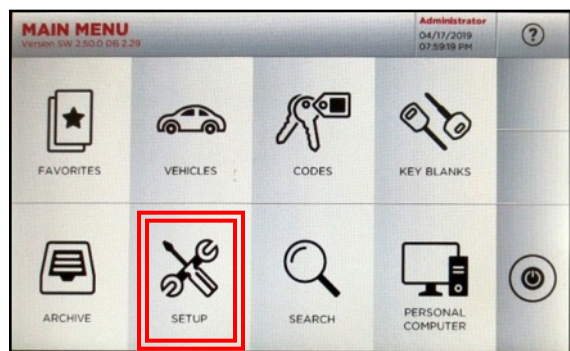 MAIN MENU
Version SW 2.50.0 DB 2.29
Administrator
04/17/2019
07:59:19 PM
?
FAVORITES
VEHICLES
CODES
KEY BLANKS
ARCHIVE
SETUP
SEARCH
PERSONAL
COMPUTER